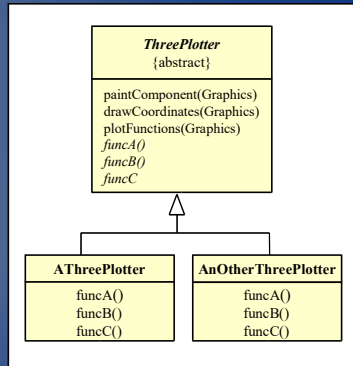 ThreePlotter
{abstract}
paintComponent(Graphics)
drawCoordinates(Graphics)
plotFunctions(Graphics)
funcA()
funcB()
funcC
AThreePlotter
funcA()
funcB()
funcC()
AnOtherThreePlotter
funcA()
funcB()
funcC()